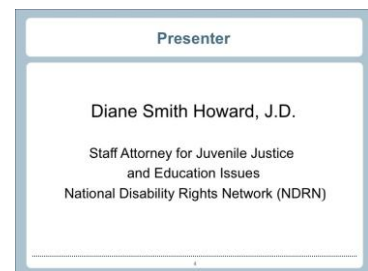 Presenter
Diane Smith Howard, J.D.
Staff Attorney for Juvenile Justice
and Education Issues
National Disability Rights Network (NDRN)